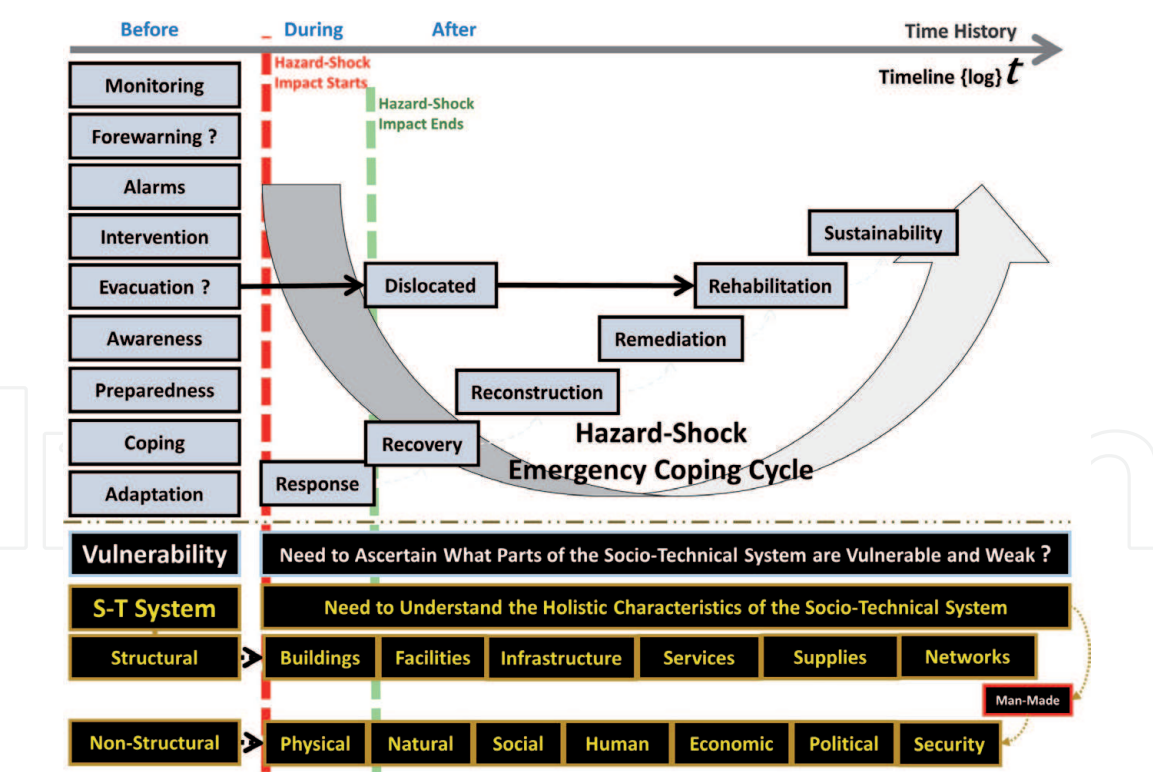 Before
During
After
Time History
Timeline {log} t
Hazard-Shock
Impact Starts
Hazard-Shock
Impact Ends
Monitoring
Forewarning ?
Alarms
Intervention
Evacuation ?
Awareness
Preparedness
Coping
Adaptation
Sustainability
Dislocated
Rehabilitation
Remediation
Reconstruction
Recovery
Response
Hazard-Shock
Emergency Coping Cycle
Vulnerability
Need to Ascertain What Parts of the Socio-Technical System are Vulnerable and Weak ?
S-T System
Need to Understand the Holistic Characteristics of the Socio-Technical System
Structural
Buildings
Facilities
Infrastructure
Services
Supplies
Networks
Man-Made
Non-Structural
Physical
Natural
Social
Human
Economic
Political
Security